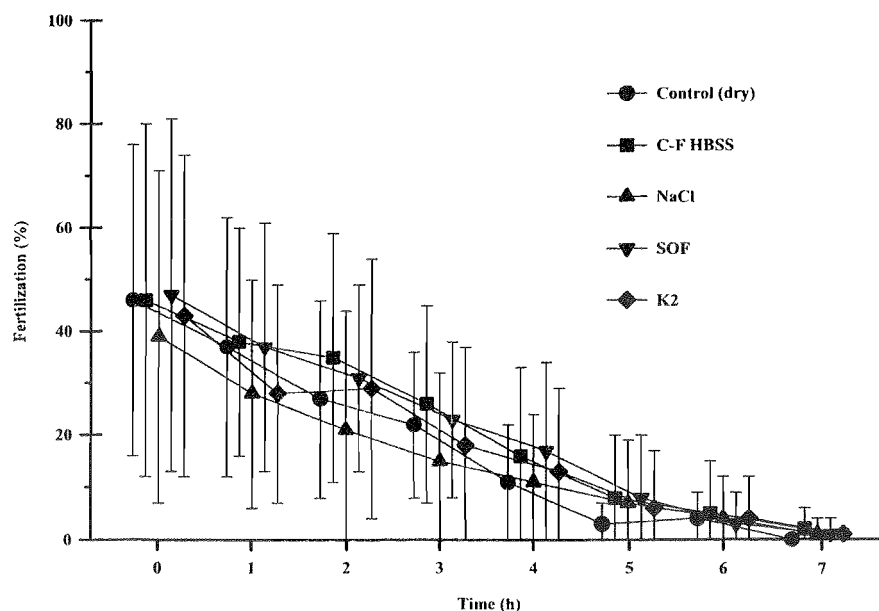 100
80
60
40
20
0
Fertilization (%)
Control (dry)
C-F HBSS
NaCl
SOF
K2
0 1 2 3 4 5 6 7
Time (h)